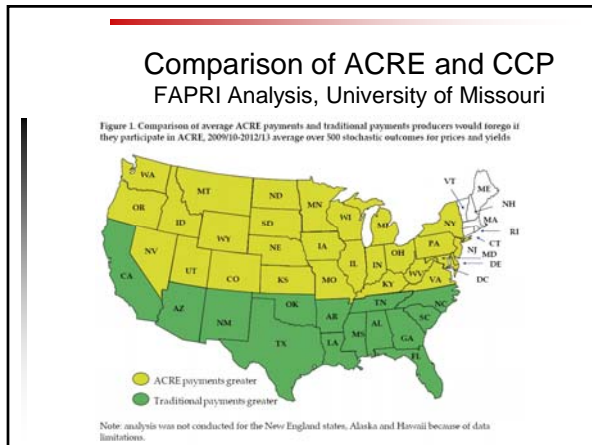 Comparison of ACRE and CCP
FAPRI Analysis, University of Missouri
Figure 1. Comparison of average ACRE payments and traditional payments producers would forego if
they participate in ACRE, 2009/10-2012/13 average over 500 stochastic outcomes for prices and yields
WA
MT
ND
MN
VT
ME
NH
OR
ID
SD
WI
MI
NY
MA
RI
WY
CT
NV
NE
IA
PA
NJ
MD
DE
UT
CO
IL
IN
OH
WV
DC
CA
KS
MO
KY
VA
AZ
NM
OK
AR
TN
NC
SC
TX
LA
MS
AL
GA
FL
ACRE payments greater
Traditional payments greater
Note: analysis was not conducted for the New England states, Alaska and Hawaii because of data
limitations.